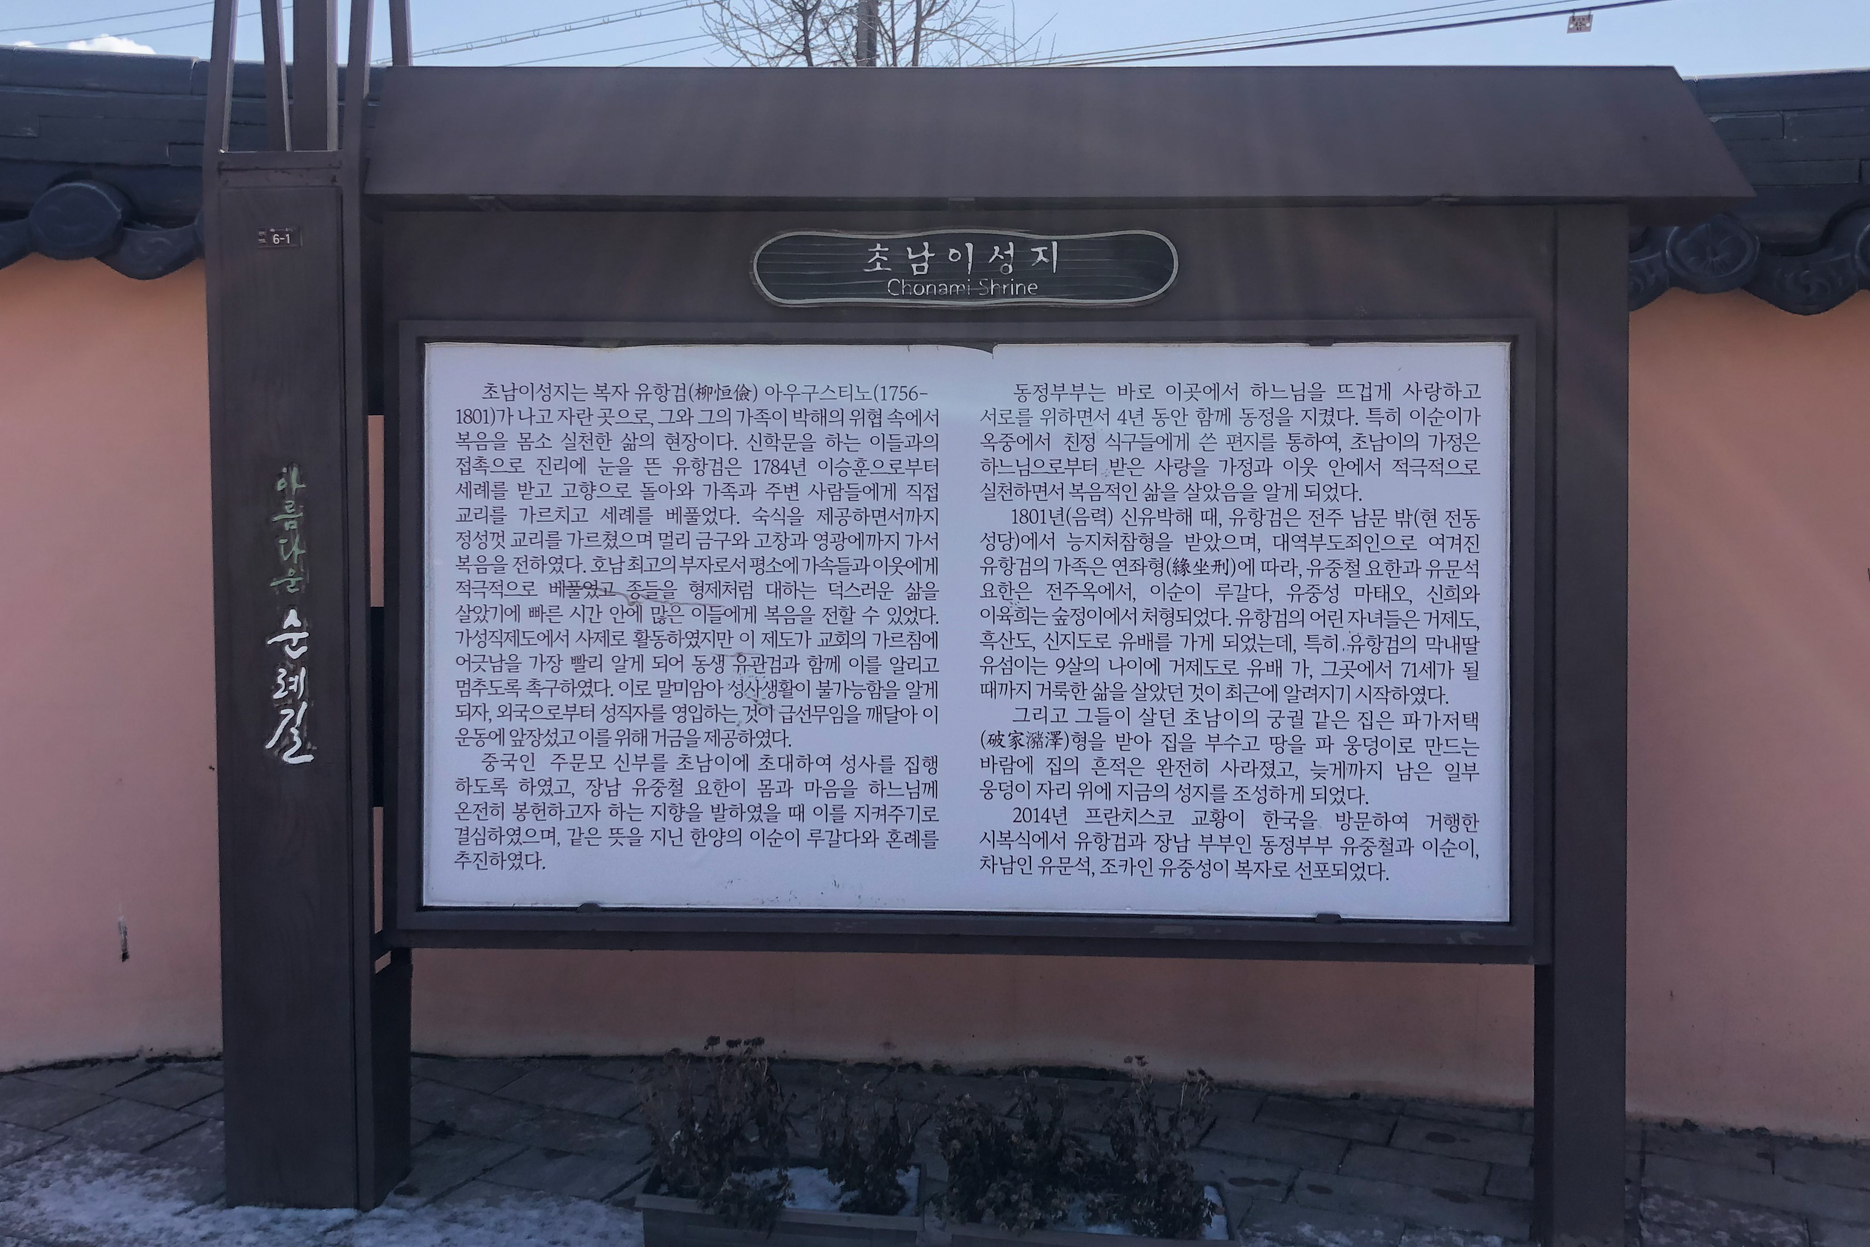 6-1
아름다운 순례길
초남이성지
Chonami Shrine
초남이성지는 복자 유항검(柳恒儉) 아우구스티노(1756-
1801)가 나고 자란 곳으로, 그와 그의 가족이 박해의 위협 속에서
복음을 몸소 실천한 삶의 현장이다. 신학문을 하는 이들과의
접촉으로 진리에 눈을 뜬 유항검은 1784년 이승훈으로부터
세례를 받고 고향으로 돌아와 가족과 주변 사람들에게 직접
교리를 가르치고 세례를 베풀었다. 숙식을 제공하면서까지
정성껏 교리를 가르쳤으며 멀리 금구와 고창과 영광에까지 가서
복음을 전하였다. 호남 최고의 부자로서 평소에 가속들과 이웃에게
적극적으로 베풀었고 종들을 형제처럼 대하는 덕스러운 삶을
살았기에 빠른 시간 안에 많은 이들에게 복음을 전할 수 있었다.
가성직제도에서 사제로 활동하였지만 이 제도가 교회의 가르침에
어긋남을 가장 빨리 알게 되어 동생 유관검과 함께 이를 알리고
멈추도록 촉구하였다. 이로 말미암아 성사생활이 불가능함을 알게
되자, 외국으로부터 성직자를 영입하는 것이 급선무임을 깨달아 이
운동에 앞장섰고 이를 위해 거금을 제공하였다.
중국인 주문모 신부를 초남이에 초대하여 성사를 집행
하도록 하였고, 장남 유중철 요한이 몸과 마음을 하느님께
온전히 봉헌하고자 하는 지향을 발하였을 때 이를 지켜주기로
결심하였으며, 같은 뜻을 지닌 한양의 이순이 루갈다와 혼례를
추진하였다.
동정부부는 바로 이곳에서 하느님을 뜨겁게 사랑하고
서로를 위하면서 4년 동안 함께 동정을 지켰다. 특히 이순이가
옥중에서 친정 식구들에게 쓴 편지를 통하여, 초남이의 가정은
하느님으로부터 받은 사랑을 가정과 이웃 안에서 적극적으로
실천하면서 복음적인 삶을 살았음을 알게 되었다.
1801년(음력) 신유박해 때, 유항검은 전주 남문 밖(현 전동
성당)에서 능지처참형을 받았으며, 대역부도죄인으로 여겨진
유항검의 가족은 연좌형(緣坐刑)에 따라, 유중철 요한과 유문석
요한은 전주옥에서, 이순이 루갈다, 유중성 마태오, 신희와
이육희는 숲정이에서 처형되었다. 유항검의 어린 자녀들은 거제도,
흑산도, 신지도로 유배를 가게 되었는데, 특히 유항검의 막내딸
유섬이는 9살의 나이에 거제도로 유배 가, 그곳에서 71세가 될
때까지 거룩한 삶을 살았던 것이 최근에 알려지기 시작하였다.
그리고 그들이 살던 초남이의 궁궐 같은 집은 파가저택
(破家瀦澤)형을 받아 집을 부수고 땅을 파 웅덩이로 만드는
바람에 집의 흔적은 완전히 사라졌고, 늦게까지 남은 일부
웅덩이 자리 위에 지금의 성지를 조성하게 되었다.
2014년 프란치스코 교황이 한국을 방문하여 거행한
시복식에서 유항검과 장남 부부인 동정부부 유중철과 이순이,
차남인 유문석, 조카인 유중성이 복자로 선포되었다.